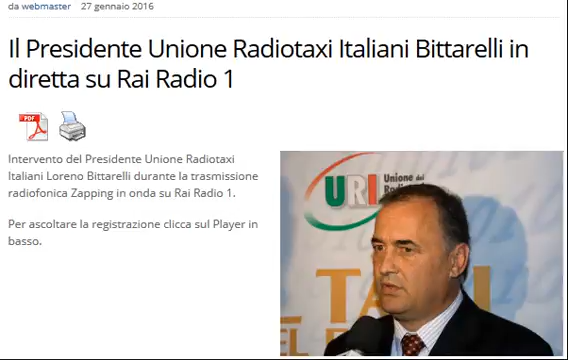 da webmaster 27 gennaio 2016
Il Presidente Unione Radiotaxi Italiani Bittarelli in
diretta su Rai Radio 1
PDF
Intervento del Presidente Unione Radiotaxi
Italiani Loreno Bittarelli durante la trasmissione
radiofonica Zapping in onda su Rai Radio 1.
Per ascoltare la registrazione clicca sul Player in
basso.
URI
Unione dei